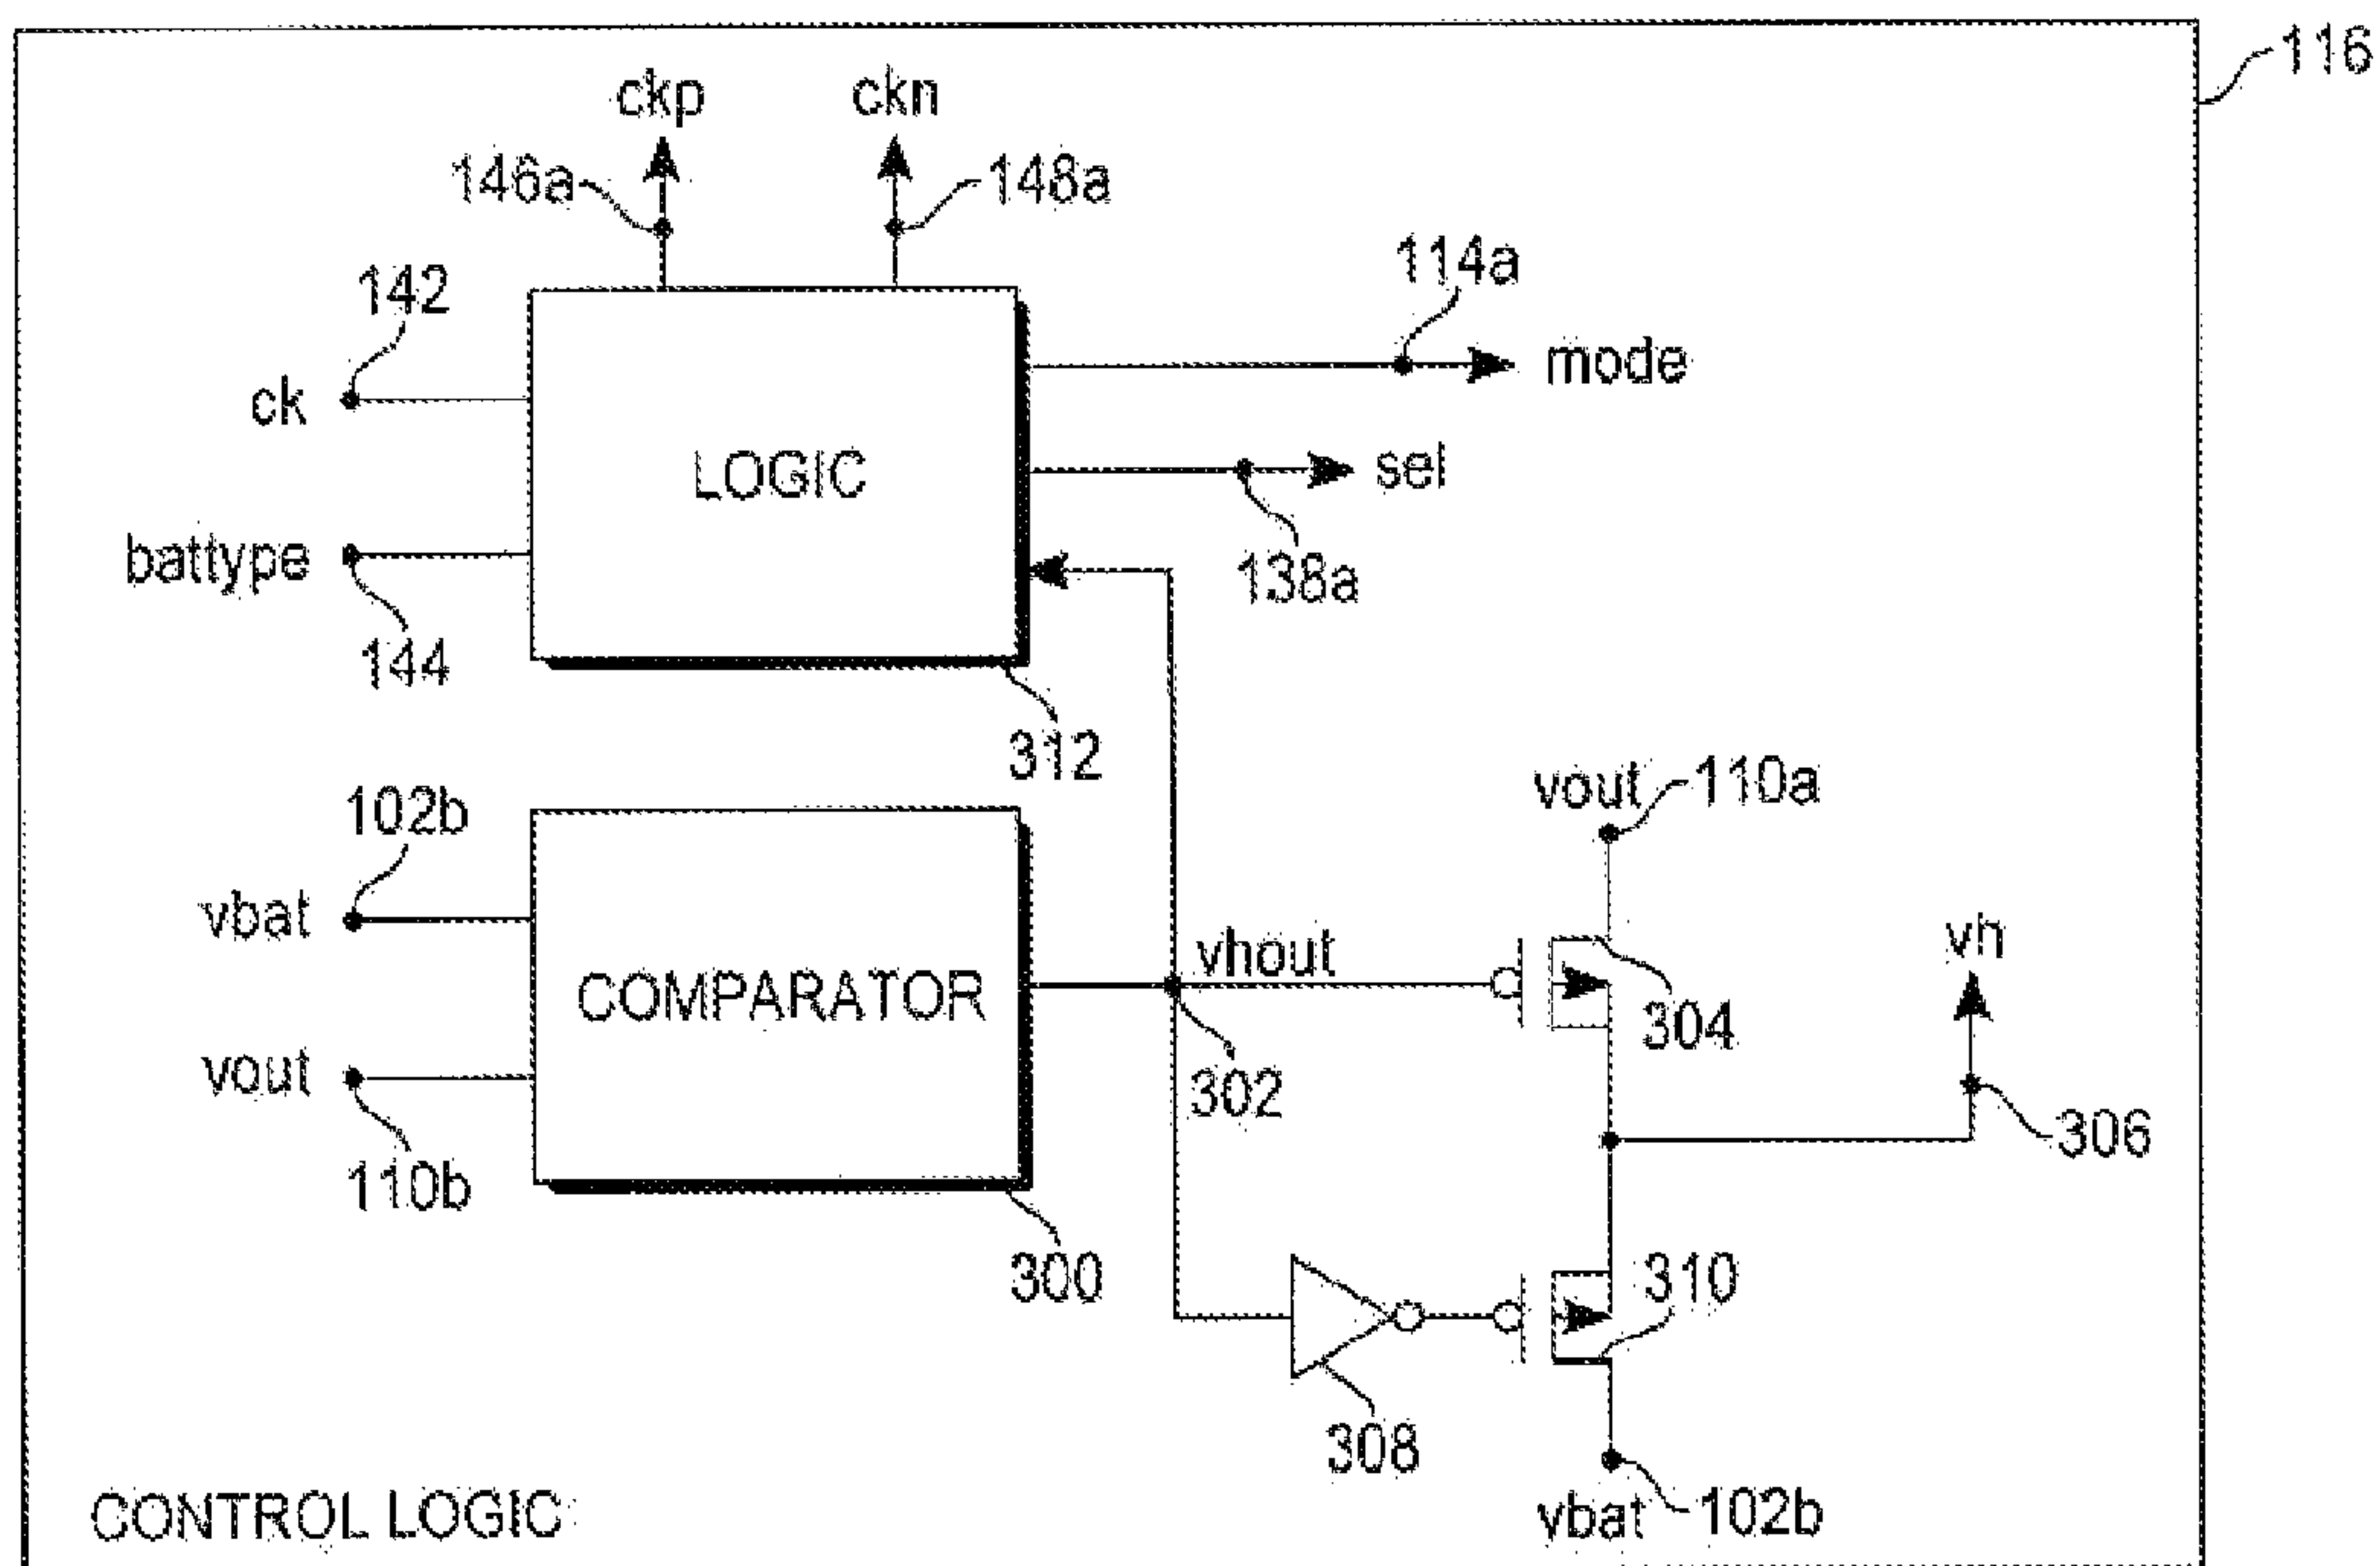 116
ckp
ckn
146a
148a
142
114a
ck
mode
LOGIC
sel
battype
138a
144
312
102b
vout
110a
vbat
vhout
vh
COMPARATOR
304
vout
302
306
110b
300
310
308
CONTROL LOGIC
vbat
102b